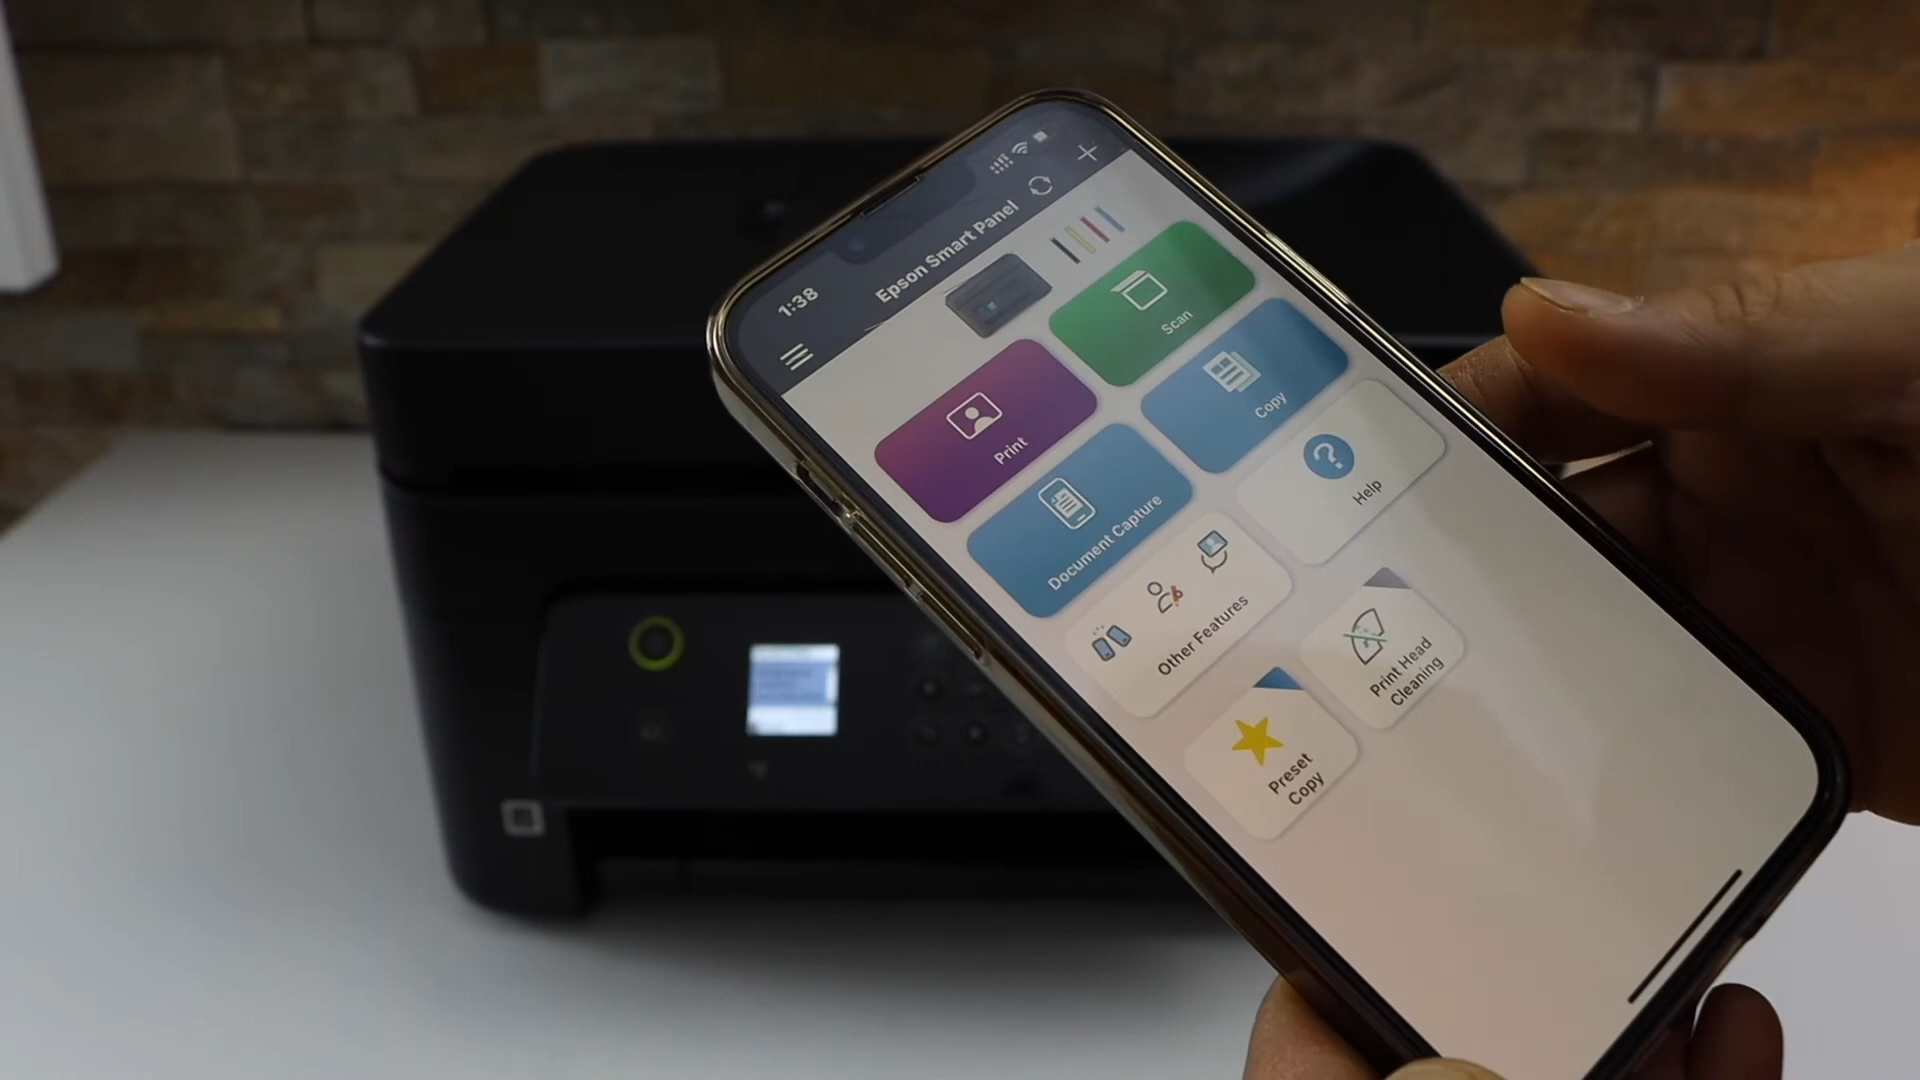 1:38
Epson Smart Panel
Print
Scan
Document Capture
Copy
Other Features
Help
Preset
Copy
Print Head
Cleaning